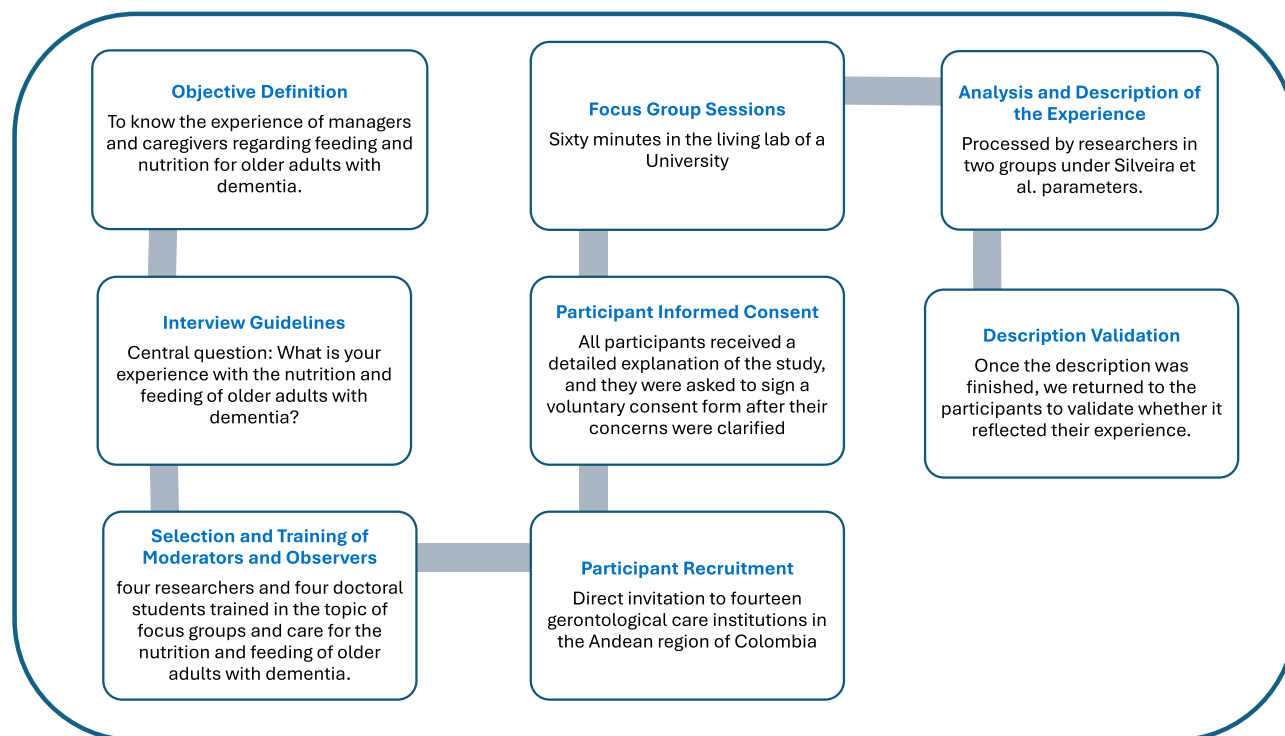 Objective Definition
To know the experience of managers
and caregivers regarding feeding and
nutrition for older adults with
dementia.
Interview Guidelines
Central question: What is your
experience with the nutrition and
feeding of older adults with
dementia?
Selection and Training of
Moderators and Observers
four researchers and four doctoral
students trained in the topic of
focus groups and care for the
nutrition and feeding of older
adults with dementia.
Participant Recruitment
Direct invitation to fourteen
gerontological care institutions in
the Andean region of Colombia
Participant Informed Consent
All participants received a
detailed explanation of the study,
and they were asked to sign a
voluntary consent form after their
concerns were clarified
Focus Group Sessions
Sixty minutes in the living lab of a
University
Analysis and Description of
the Experience
Processed by researchers in
two groups under Silveira et
al. parameters.
Description Validation
Once the description was
finished, we returned to the
participants to validate whether it
reflected their experience.